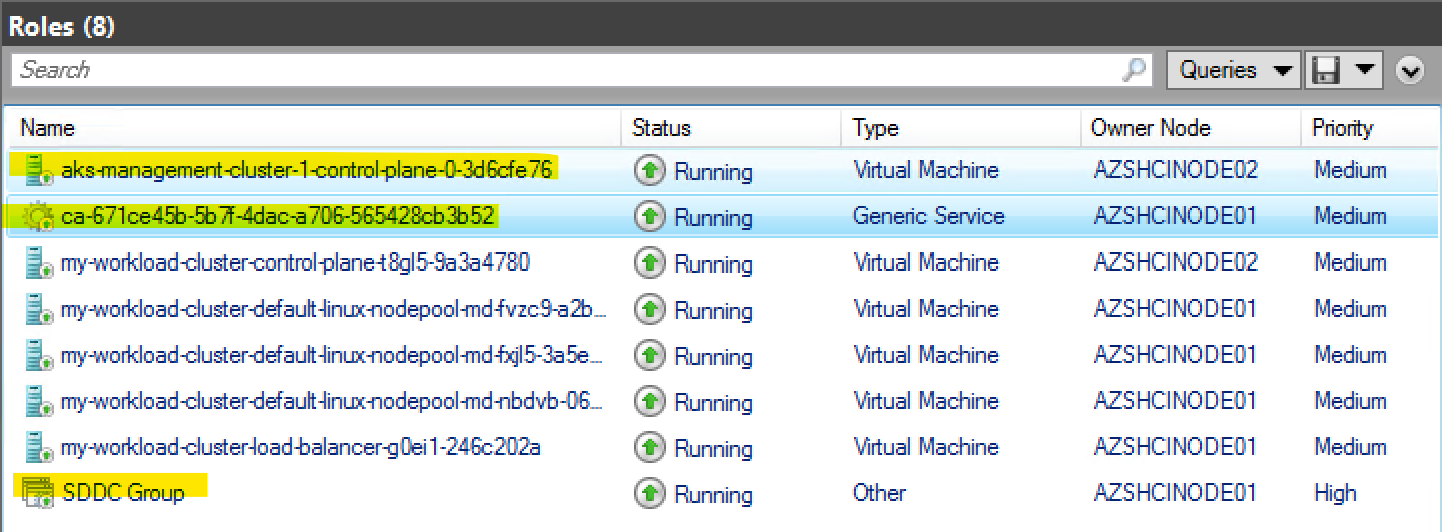 Roles (8)
Search Queries
Name Status Type Owner Node Priority
aks-management-cluster-1-control-plane-0-3d6cfe76 Running Virtual Machine AZSHCINODE02 Medium
ca-671ce45b-5b7f-4dac-a706-565428cb3b52 Running Generic Service AZSHCINODE01 Medium
my-workload-cluster-control-plane-t8gl5-9a3a4780 Running Virtual Machine AZSHCINODE02 Medium
my-workload-cluster-default-linux-nodepool-md-fvzc9-a2b... Running Virtual Machine AZSHCINODE01 Medium
my-workload-cluster-default-linux-nodepool-md-fxjl5-3a5e... Running Virtual Machine AZSHCINODE01 Medium
my-workload-cluster-default-linux-nodepool-md-nbdvb-06... Running Virtual Machine AZSHCINODE01 Medium
my-workload-cluster-load-balancer-g0ei1-246c202a Running Virtual Machine AZSHCINODE01 Medium
SDDC Group Running Other AZSHCINODE01 High